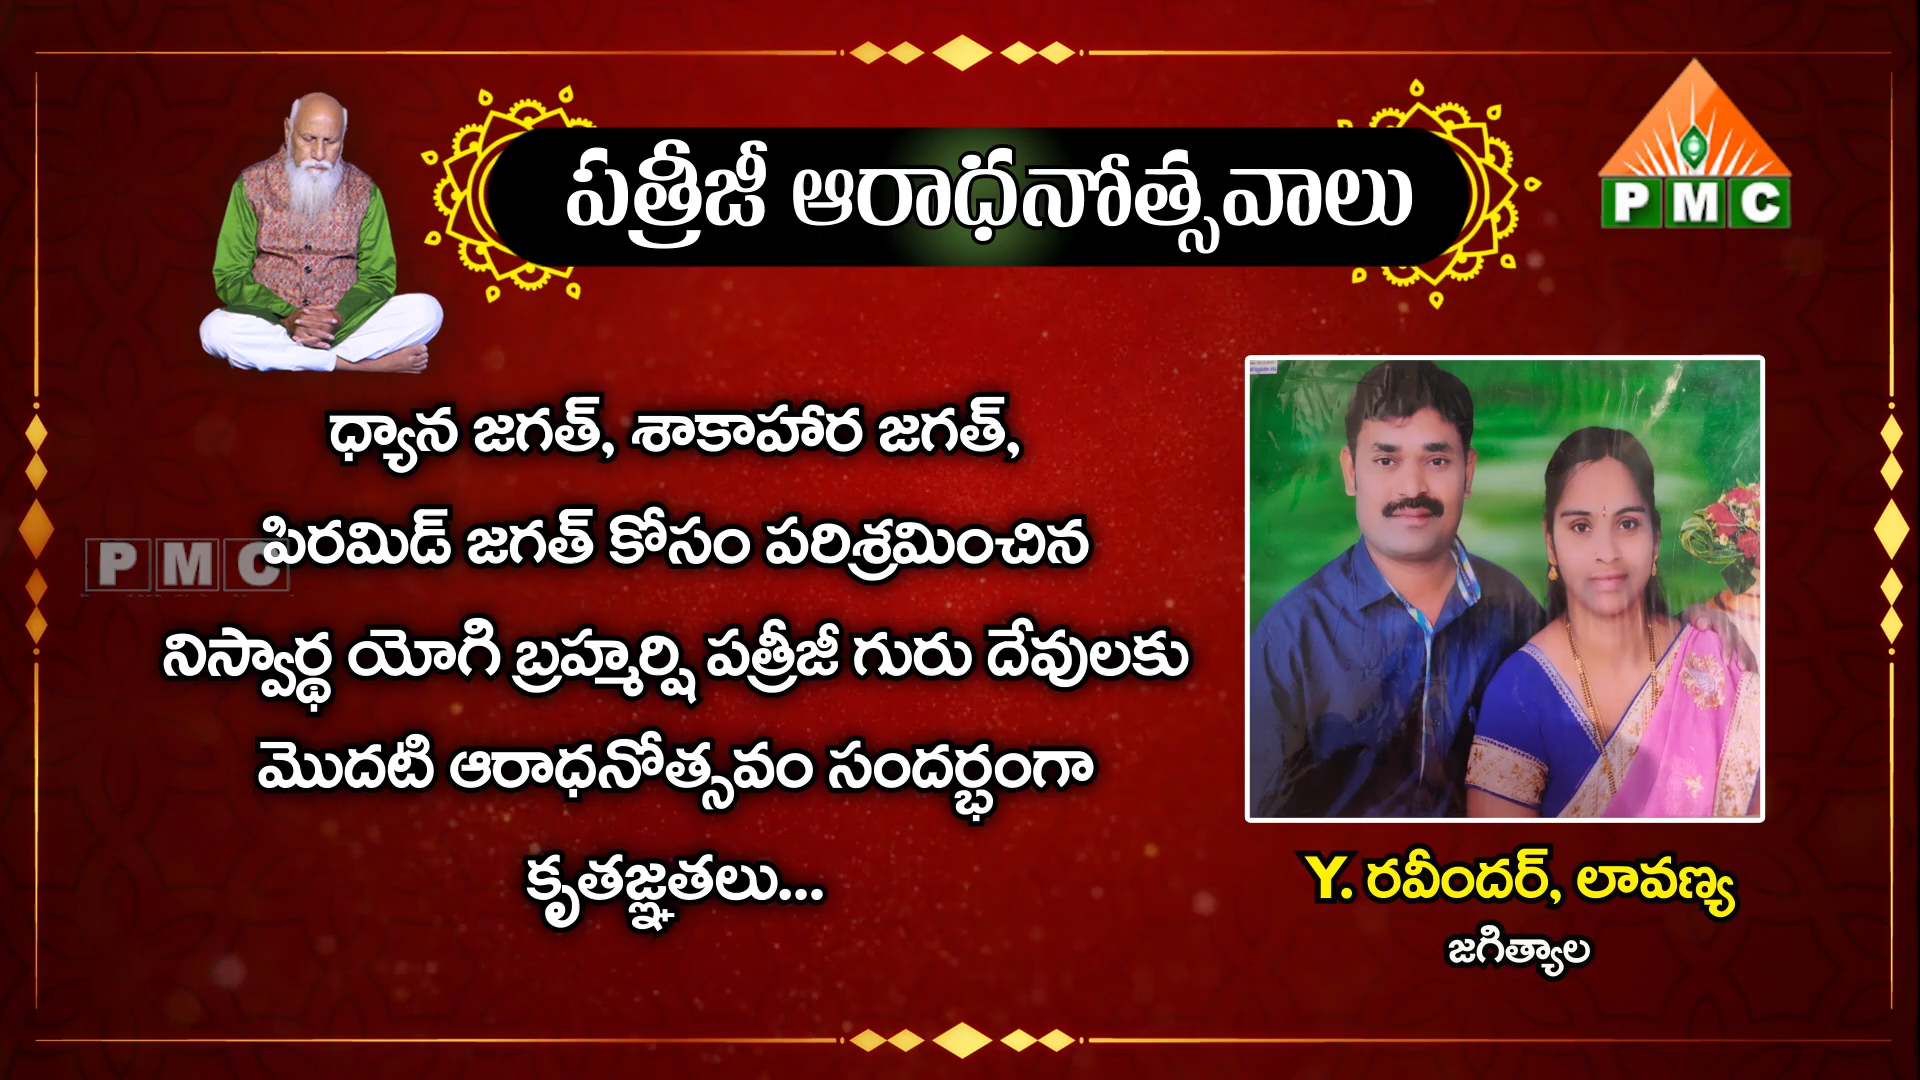 పత్రీజీ ఆరాధనోత్సవాలు
PMC
ధ్యాన జగత్, శాకాహార జగత్,
పిరమిడ్ జగత్ కోసం పరిశ్రమించిన
PMC
నిస్వార్థ యోగి బ్రహ్మర్షి పత్రీజీ గురు దేవులకు
మొదటి ఆరాధనోత్సవం సందర్భంగా
కృతజ్ఞతలు...
Y. రవీందర్, లావణ్య
జగిత్యాల